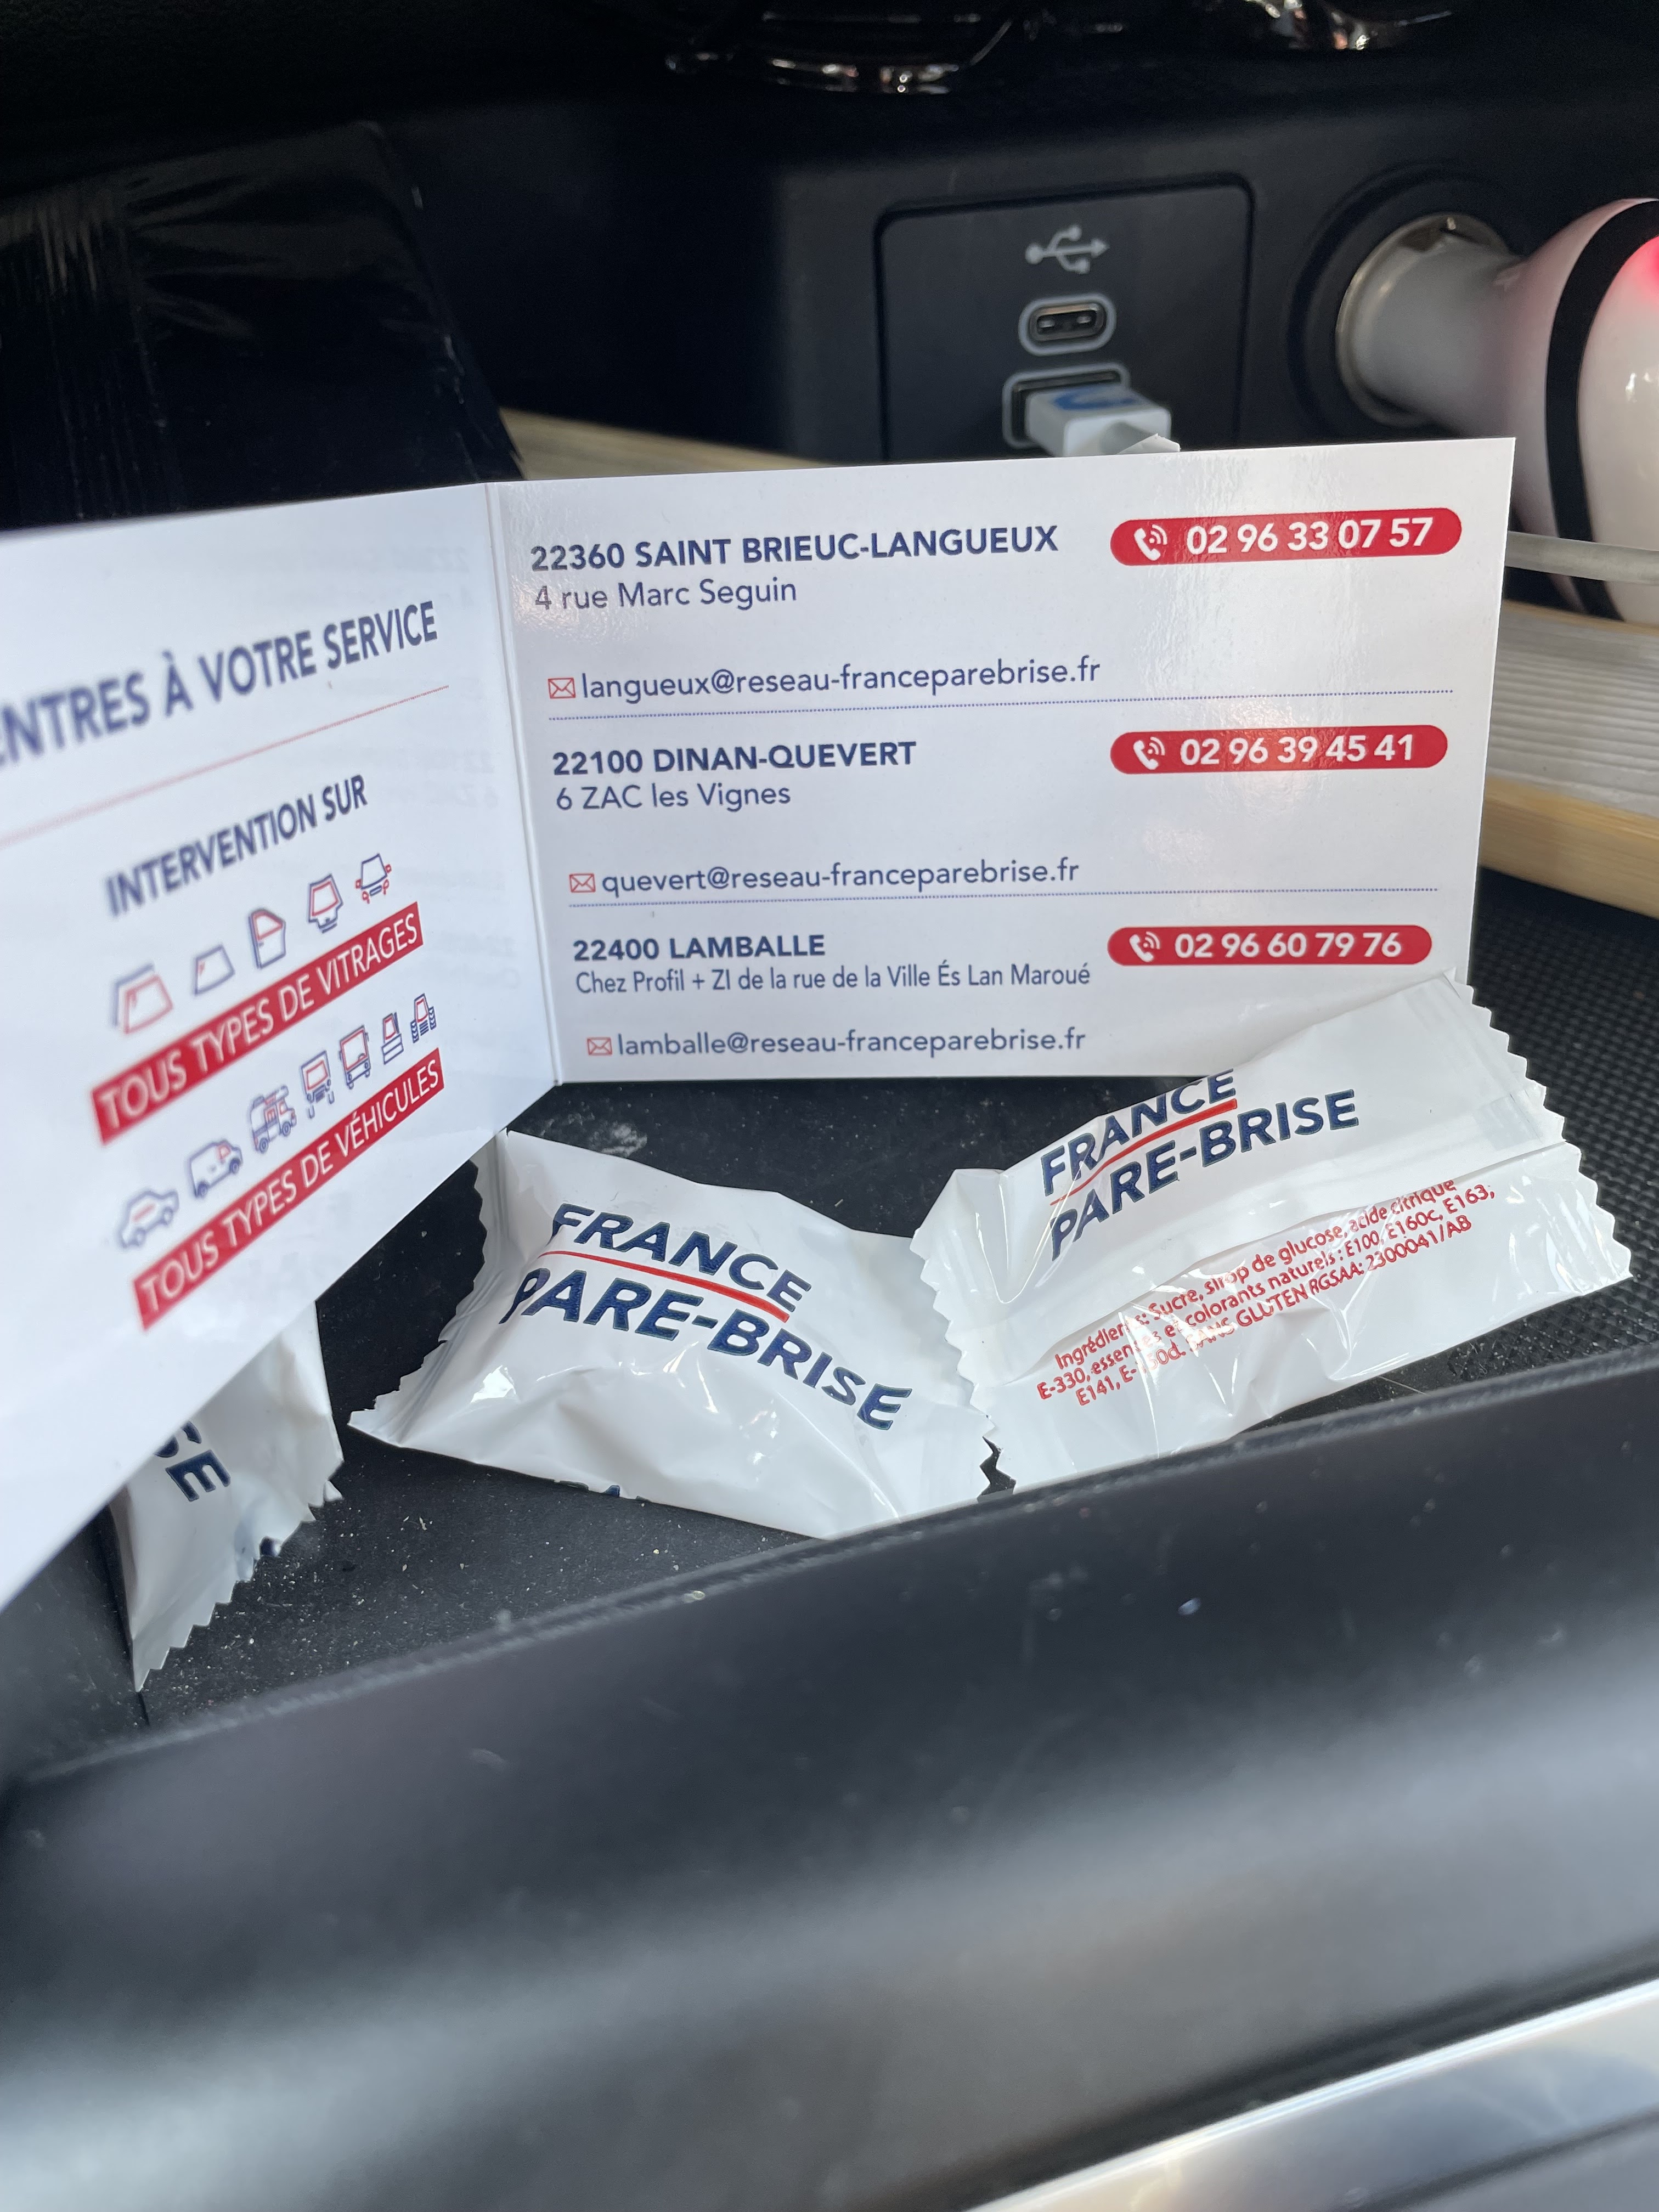 22360 SAINT BRIEUC-LANGUEUX
02 96 33 07 57
4 rue Marc Seguin
langueux@reseau-franceparebrise.fr
22100 DINAN-QUEVERT
02 96 39 45 41
6 ZAC les Vignes
quevert@reseau-franceparebrise.fr
22400 LAMBALLE
02 96 60 79 76
Chez Profil + ZI de la rue de la Ville És Lan Maroué
lamballe@reseau-franceparebrise.fr
À VOTRE SERVICE
INTERVENTION SUR
TOUS TYPES DE VITRAGES
TOUS TYPES DE VÉHICULES
FRANCE
PARE-BRISE
FRANCE
PARE-BRISE
Sucre, sirop de glucose, acide citrique
E-330, et colorants naturels : E100, E160c, E163,
E141, GLUTEN RGSAA: 2300041/AB